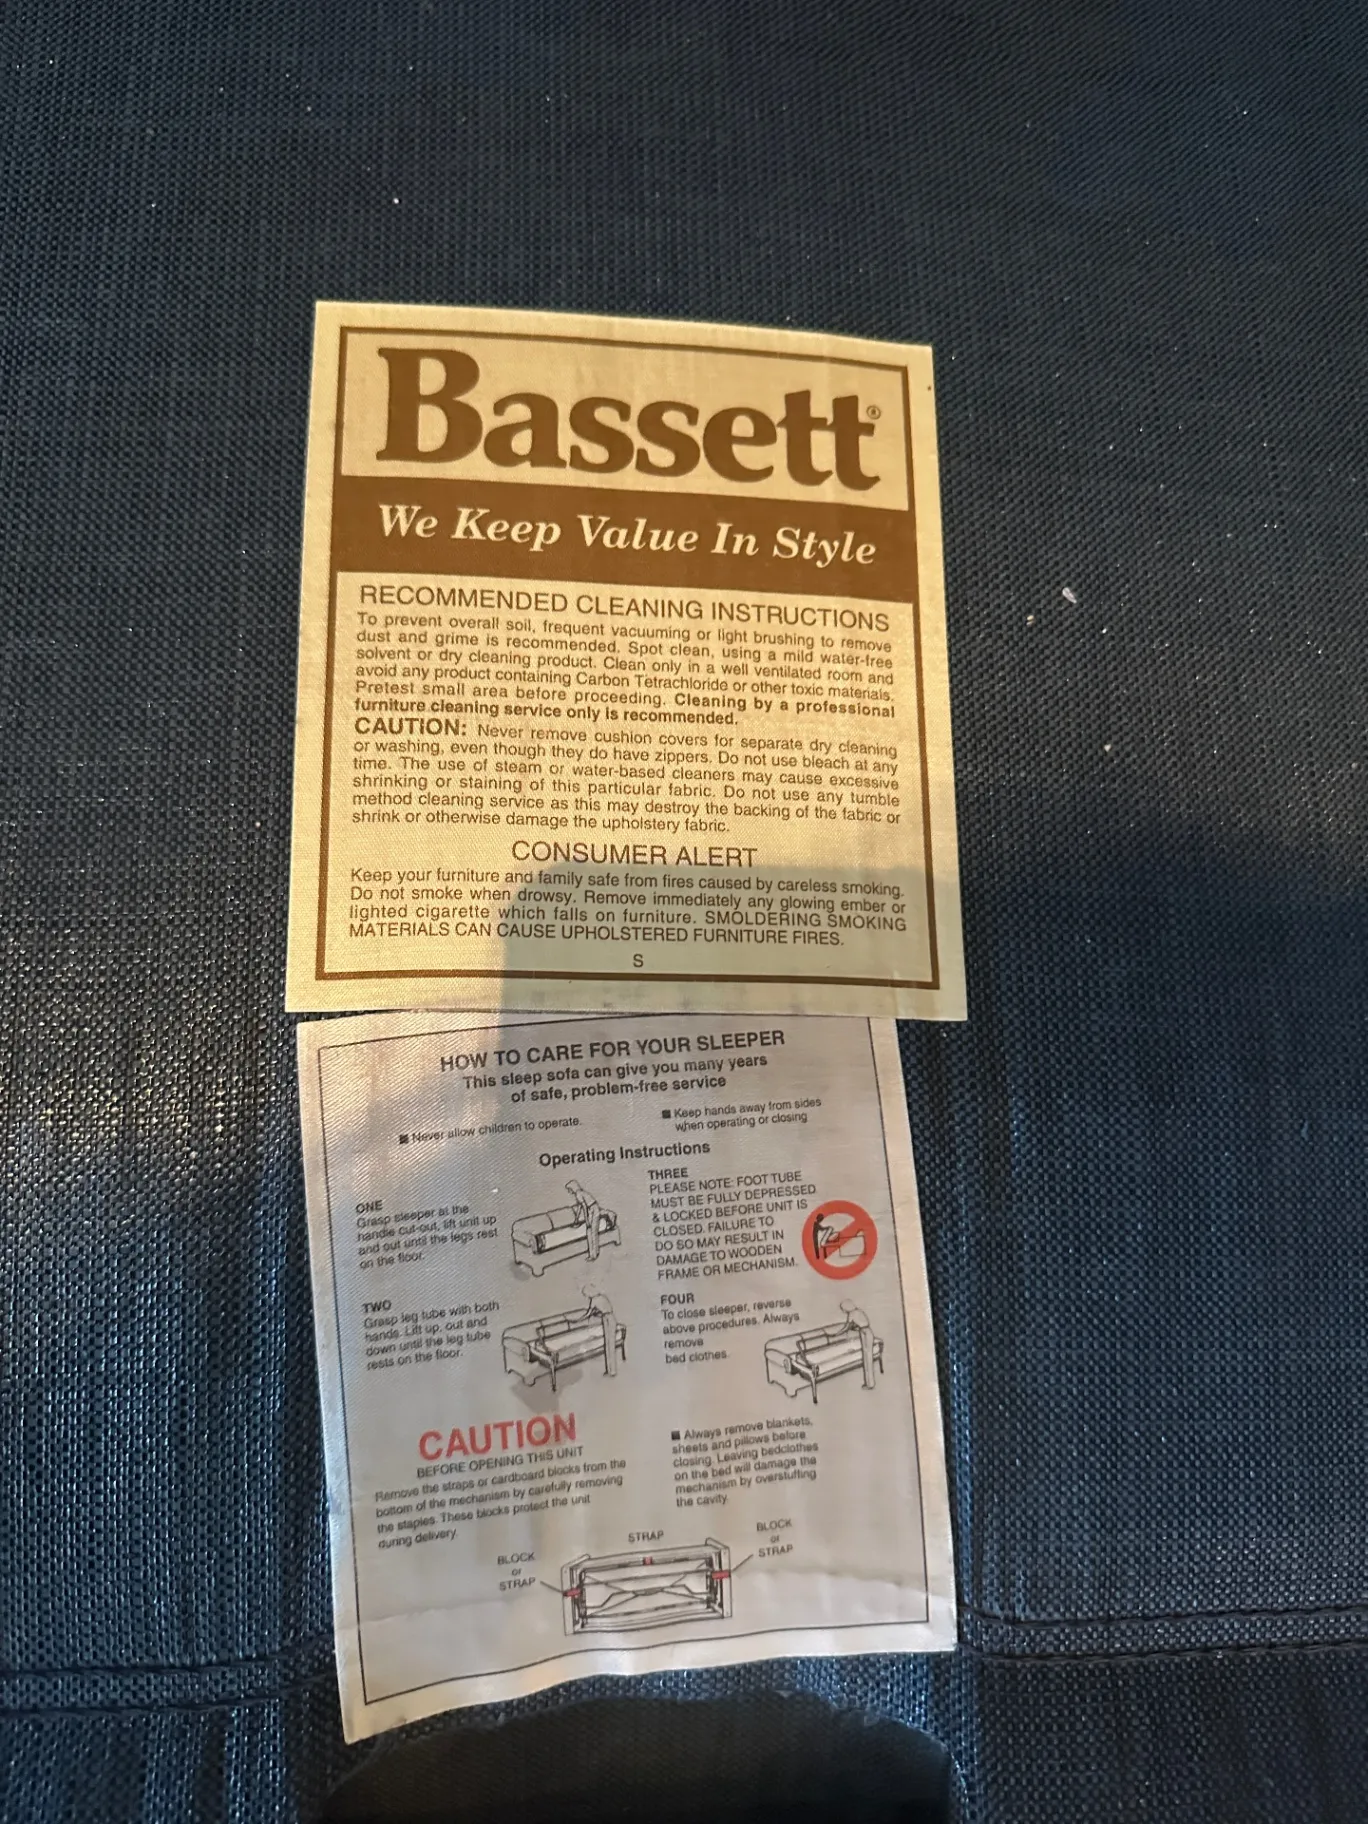 Bassett®
We Keep Value In Style
RECOMMENDED CLEANING INSTRUCTIONS
To prevent overall soil, frequent vacuuming or light brushing to remove
dust and grime is recommended. Spot clean, using a mild water-free
solvent or dry cleaning product. Clean only in a well ventilated room and
avoid any product containing Carbon Tetrachloride or other toxic materials.
Pretest small area before proceeding. Cleaning by a professional
furniture cleaning service only is recommended.
CAUTION: Never remove cushion covers for separate dry cleaning
or washing, even though they do have zippers. Do not use bleach at any
time. The use of steam or water-based cleaners may cause excessive
shrinking or staining of this particular fabric. Do not use any tumble
method cleaning service as this may destroy the backing of the fabric or
shrink or otherwise damage the upholstery fabric.
CONSUMER ALERT
Keep your furniture and family safe from fires caused by careless smoking.
Do not smoke when drowsy. Remove immediately any glowing ember or
lighted cigarette which falls on furniture. SMOLDERING SMOKING
MATERIALS CAN CAUSE UPHOLSTERED FURNITURE FIRES.
S
HOW TO CARE FOR YOUR SLEEPER
This sleep sofa can give you many years
of safe, problem-free service
■ Never allow children to operate.
■ Keep hands away from sides
when operating or closing
Operating Instructions
ONE
Grasp sleeper at the
handle cut-out, lift unit up
and out until the legs rest
on the floor.
TWO
Grasp leg tube with both
hands. Lift up, out and
down until the leg tube
rests on the floor.
THREE
PLEASE NOTE: FOOT TUBE
MUST BE FULLY DEPRESSED
& LOCKED BEFORE UNIT IS
CLOSED. FAILURE TO
DO SO MAY RESULT IN
DAMAGE TO WOODEN
FRAME OR MECHANISM.
FOUR
To close sleeper, reverse
above procedures. Always
remove
bed clothes.
CAUTION
BEFORE OPENING THIS UNIT
Remove the straps or cardboard blocks from the
bottom of the mechanism by carefully removing
the staples. These blocks protect the unit
during delivery.
■ Always remove blankets,
sheets and pillows before
closing. Leaving bedclothes
on the bed will damage the
mechanism by overstuffing
the cavity.
BLOCK
or
STRAP
STRAP
BLOCK
or
STRAP